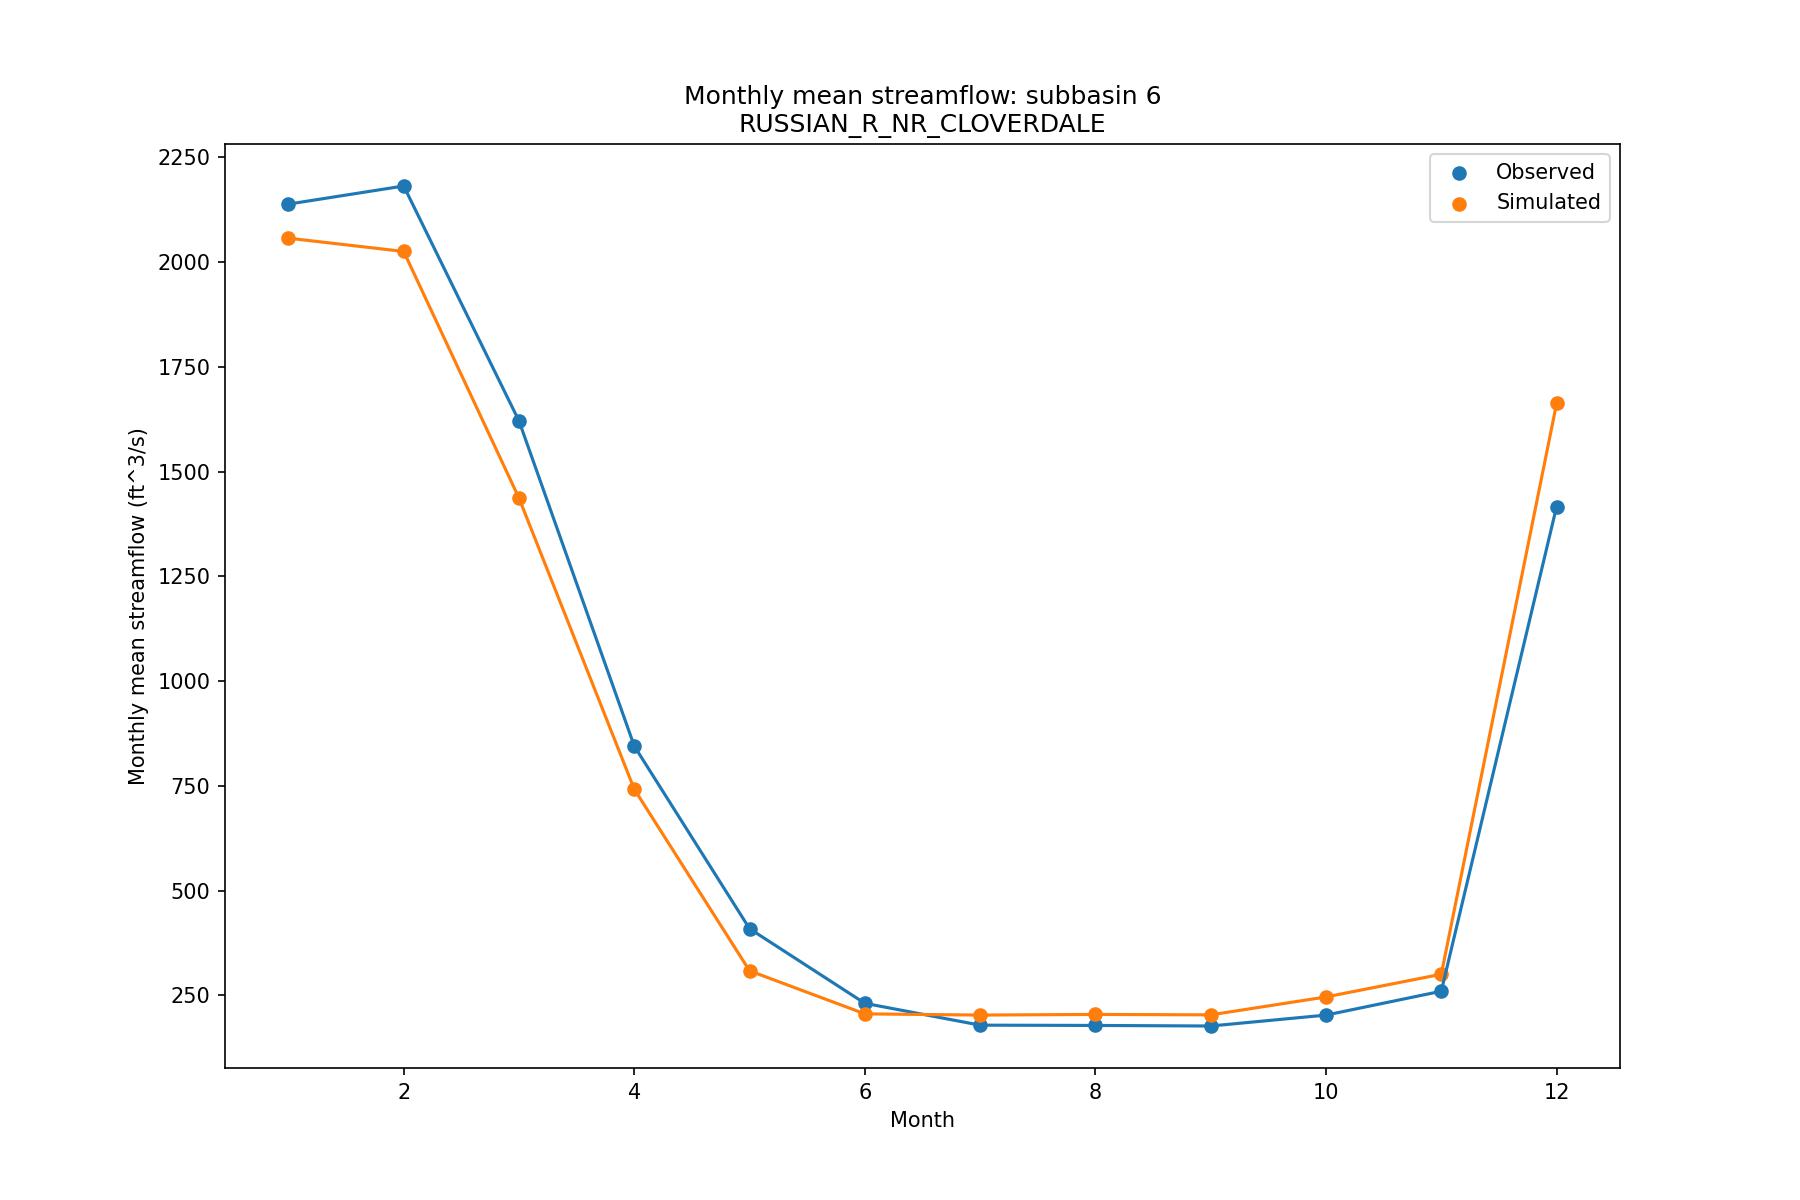 Monthly mean streamflow: subbasin 6
RUSSIAN_R_NR_CLOVERDALE
Observed
Simulated
Monthly mean streamflow (ft^3/s)
2250
2000
1750
1500
1250
1000
750
500
250
2 4 6 8 10 12
Month